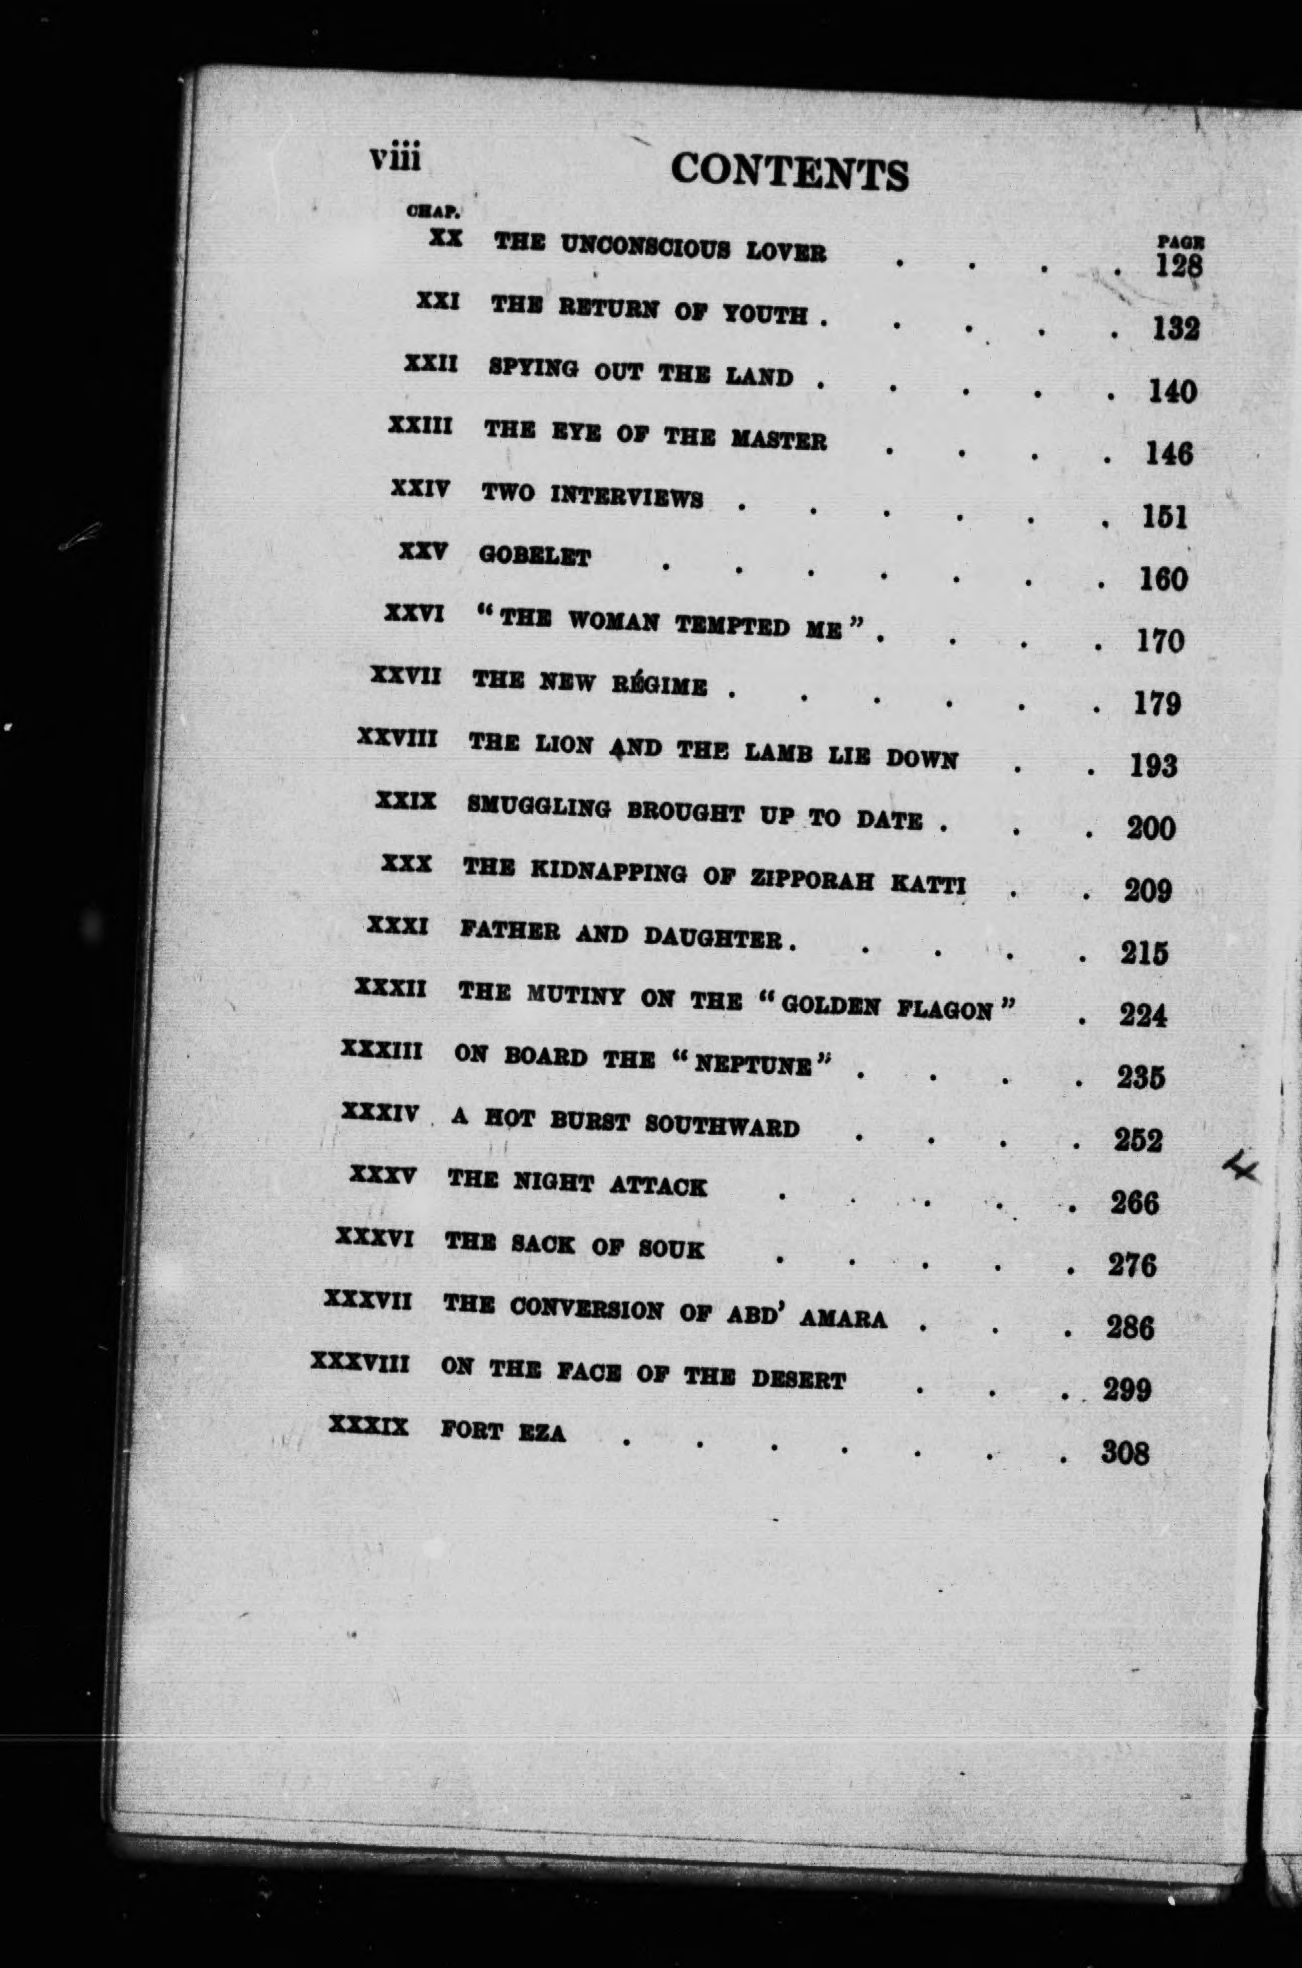 viii CONTENTS
CHAP. PAGE
XX THE UNCONSCIOUS LOVER . . . . 128
XXI THE RETURN OF YOUTH . . . . . 132
XXII SPYING OUT THE LAND . . . . . 140
XXIII THE EYE OF THE MASTER . . . . 146
XXIV TWO INTERVIEWS . . . . . . 151
XXV GOBELET . . . . . . . 160
XXVI “THE WOMAN TEMPTED ME” . . . . 170
XXVII THE NEW RÉGIME . . . . . . 179
XXVIII THE LION AND THE LAMB LIE DOWN . . 193
XXIX SMUGGLING BROUGHT UP TO DATE . . . 200
XXX THE KIDNAPPING OF ZIPPORAH KATTI . . 209
XXXI FATHER AND DAUGHTER . . . . . 215
XXXII THE MUTINY ON THE “GOLDEN FLAGON” . 224
XXXIII ON BOARD THE “NEPTUNE” . . . . 235
XXXIV A HOT BURST SOUTHWARD . . . . 252
XXXV THE NIGHT ATTACK . . . . . 266
XXXVI THE SACK OF SOUK . . . . . 276
XXXVII THE CONVERSION OF ABD’ AMARA . . . 286
XXXVIII ON THE FACE OF THE DESERT . . . 299
XXXIX FORT EZA . . . . . . . 308